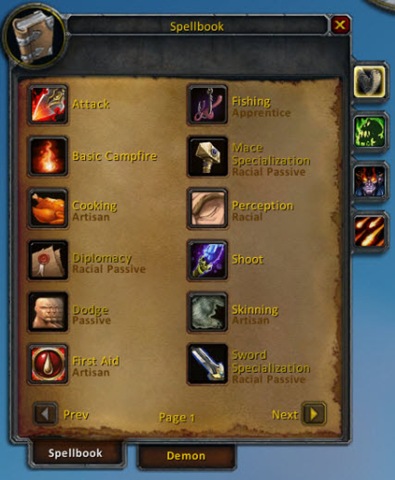 Spellbook
Attack
Basic Campfire
Cooking
Artisan
Diplomacy
Racial Passive
Dodge
Passive
First Aid
Artisan
Fishing
Apprentice
Mace
Specialization
Racial Passive
Perception
Racial
Shoot
Skinning
Artisan
Sword
Specialization
Racial Passive
Prev
Page 1
Next
Spellbook
Demon